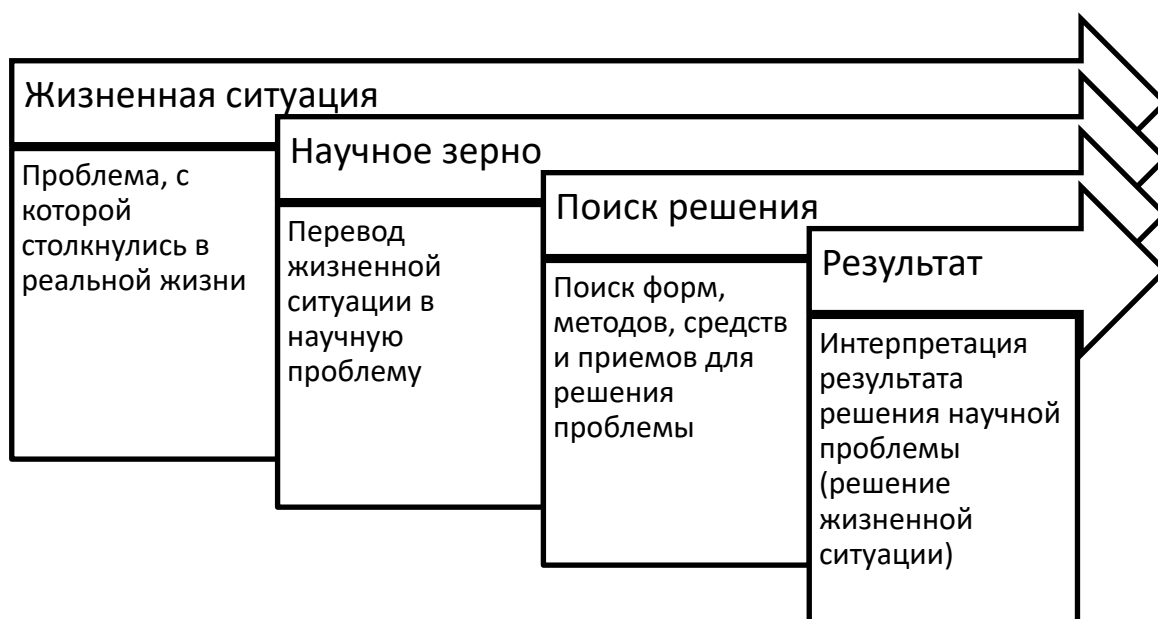 Жизненная ситуация
Проблема, с
которой
столкнулись в
реальной жизни
Научное зерно
Перевод
жизненной
ситуации в
научную
проблему
Поиск решения
Поиск форм,
методов, средств
и приемов для
решения
проблемы
Результат
Интерпретация
результата
решения научной
проблемы
(решение
жизненной
ситуации)